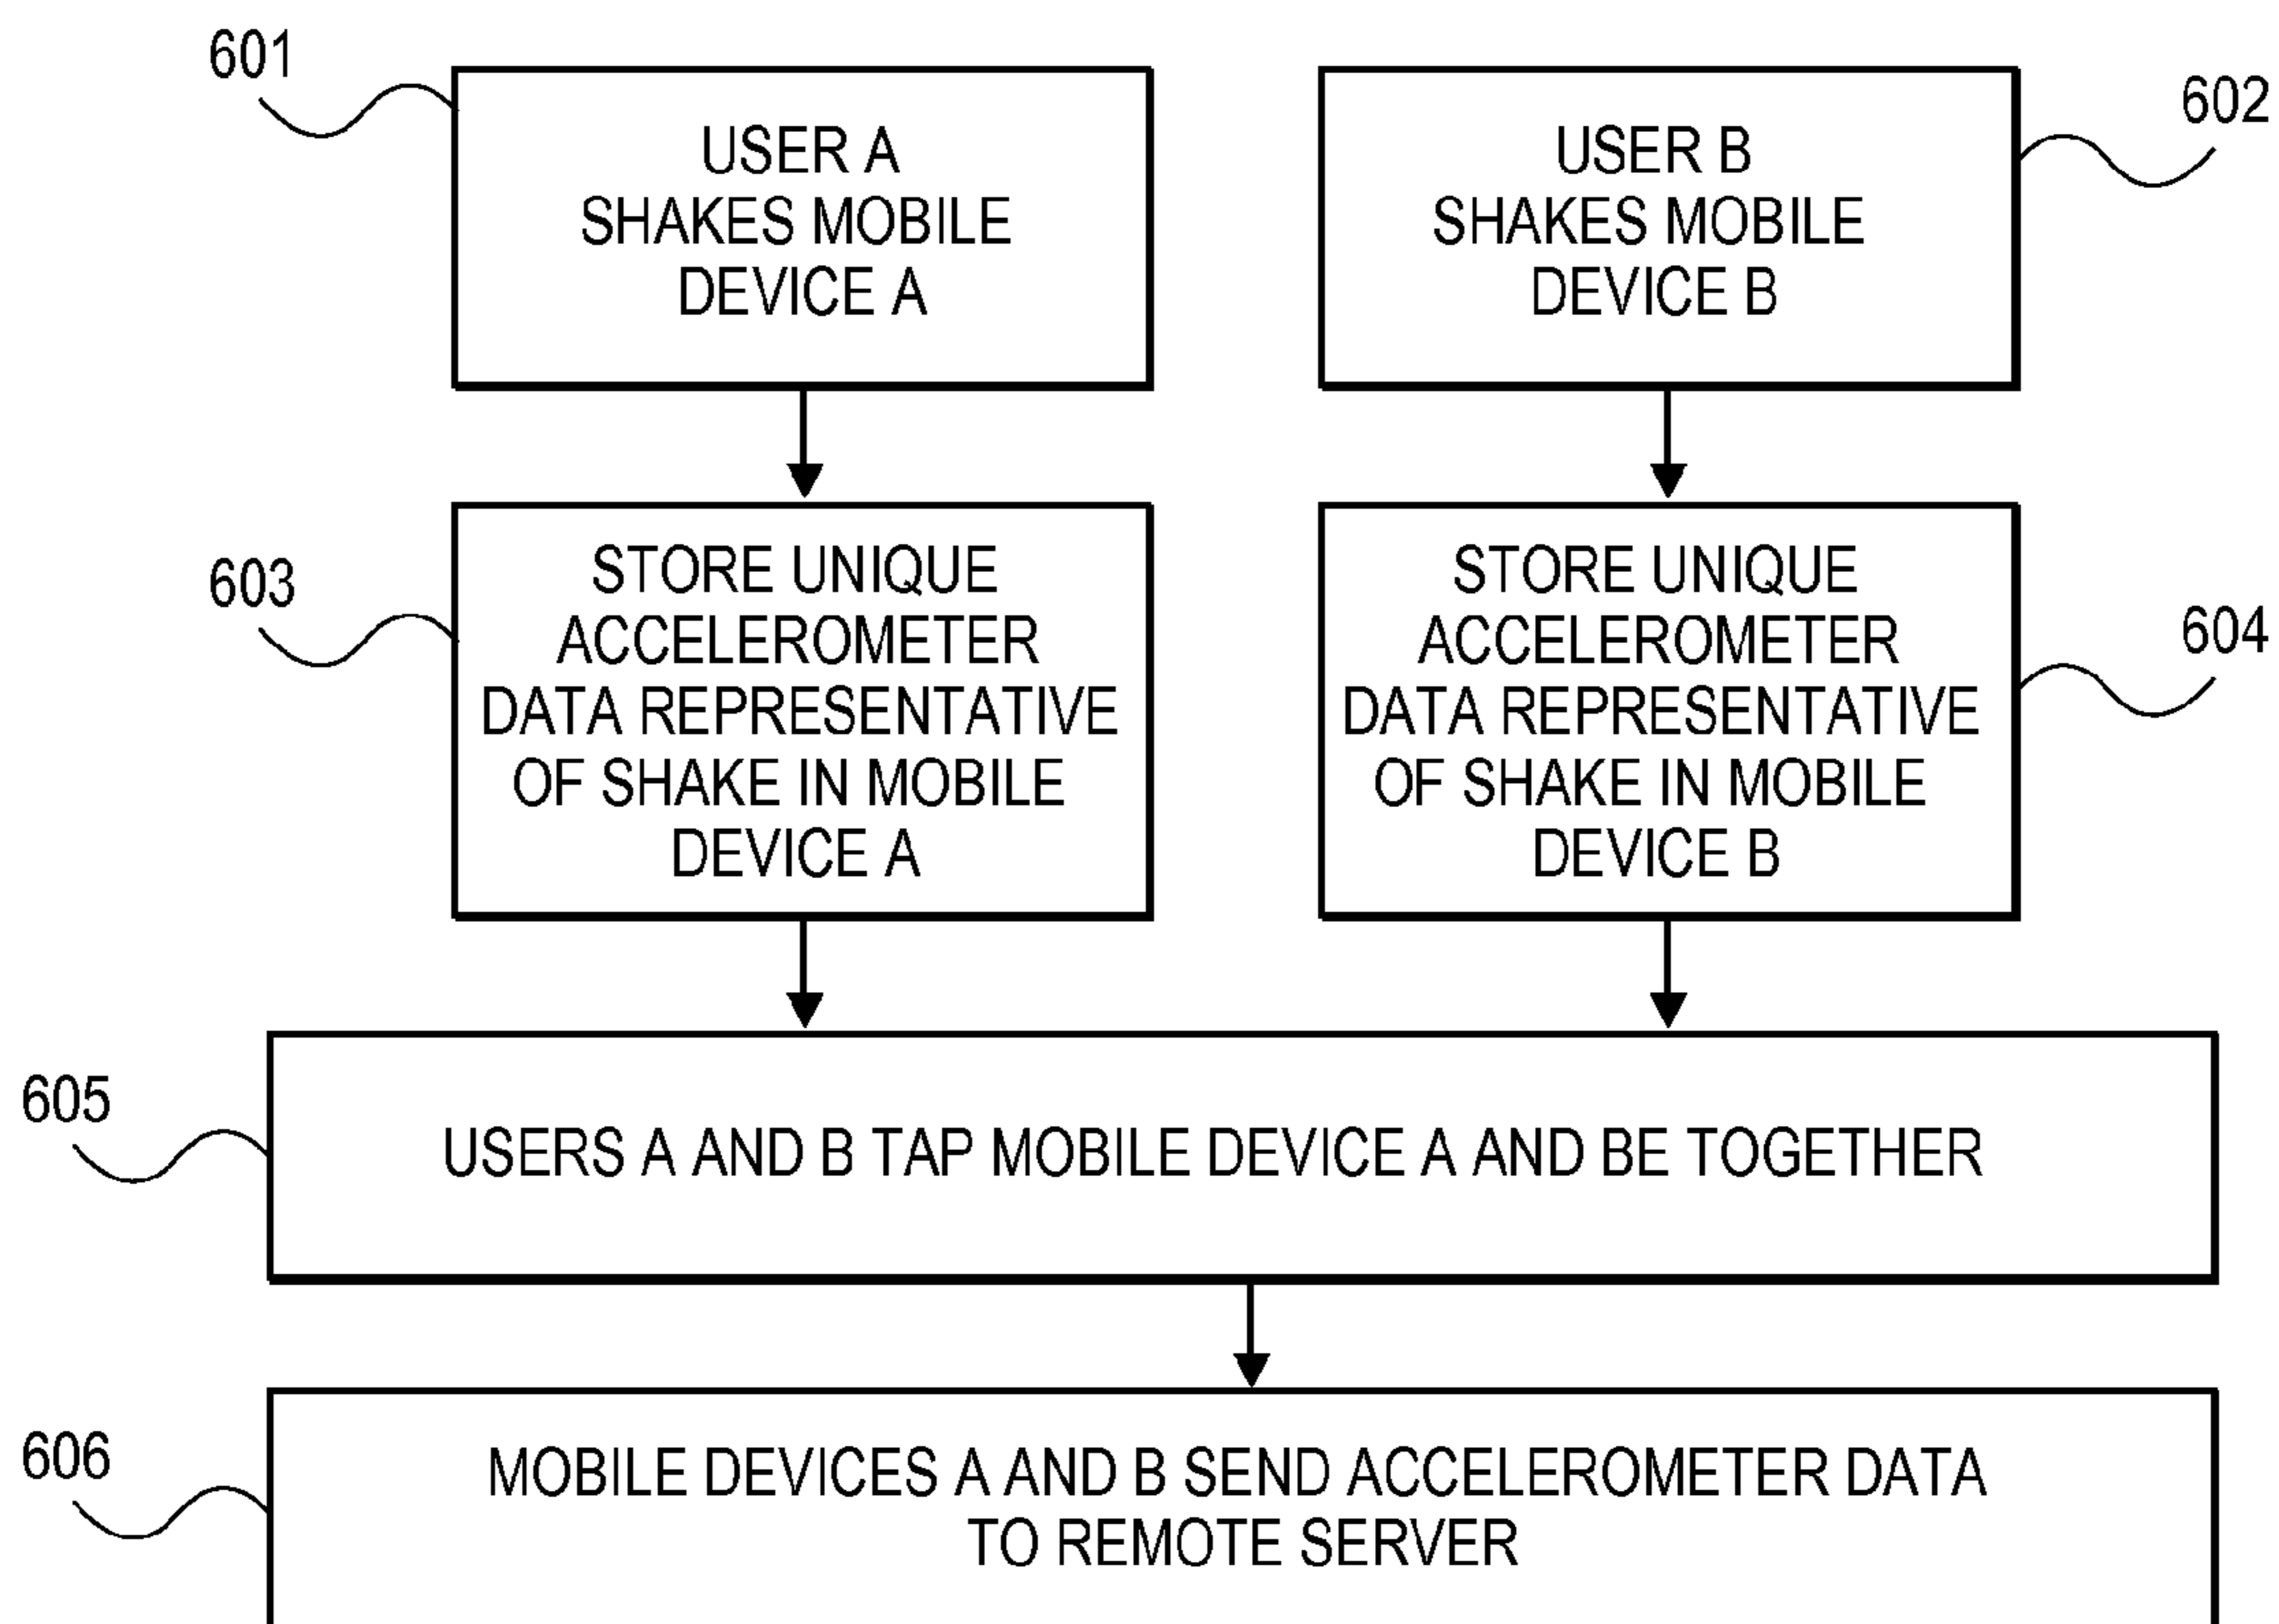 601
USER A
SHAKES MOBILE
DEVICE A
USER B
SHAKES MOBILE
DEVICE B
602
603
STORE UNIQUE
ACCELEROMETER
DATA REPRESENTATIVE
OF SHAKE IN MOBILE
DEVICE A
STORE UNIQUE
ACCELEROMETER
DATA REPRESENTATIVE
OF SHAKE IN MOBILE
DEVICE B
604
605
USERS A AND B TAP MOBILE DEVICE A AND BE TOGETHER
606
MOBILE DEVICES A AND B SEND ACCELEROMETER DATA
TO REMOTE SERVER